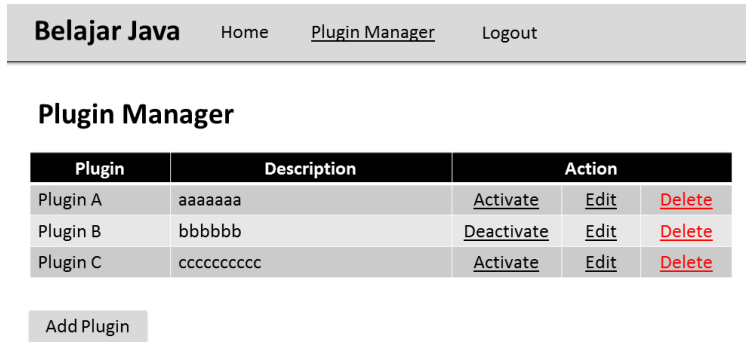 Belajar Java Home Plugin Manager Logout
Plugin Manager
Plugin Description Action
Plugin A aaaaaaa Activate Edit Delete
Plugin B bbbbbb Deactivate Edit Delete
Plugin C cccccccccc Activate Edit Delete
Add Plugin